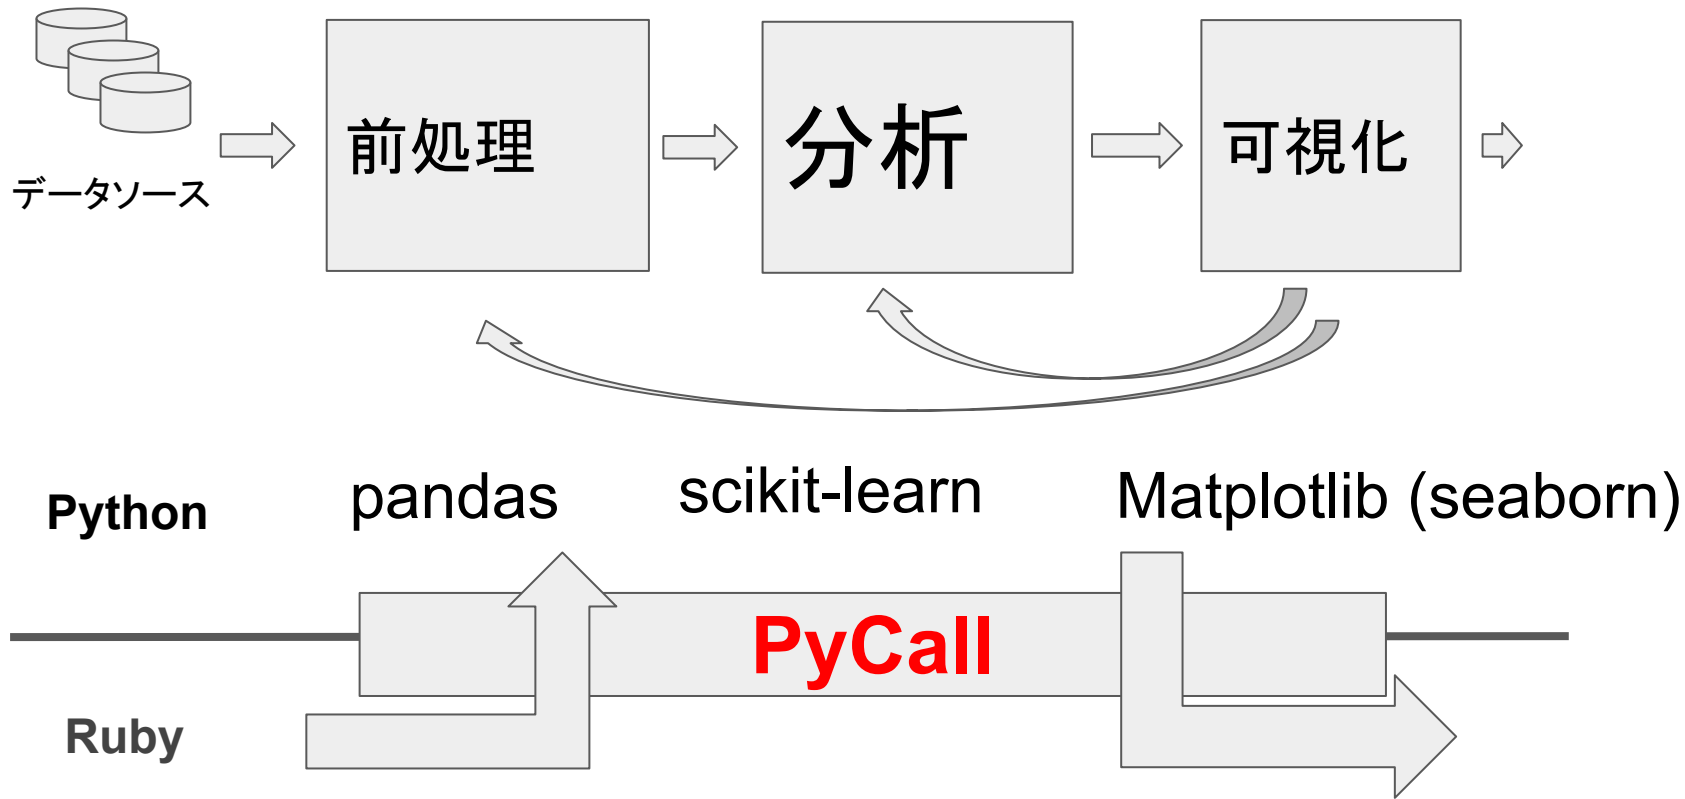 データソース
前処理
分析
可視化
Python
pandas
scikit-learn
Matplotlib (seaborn)
PyCall
Ruby